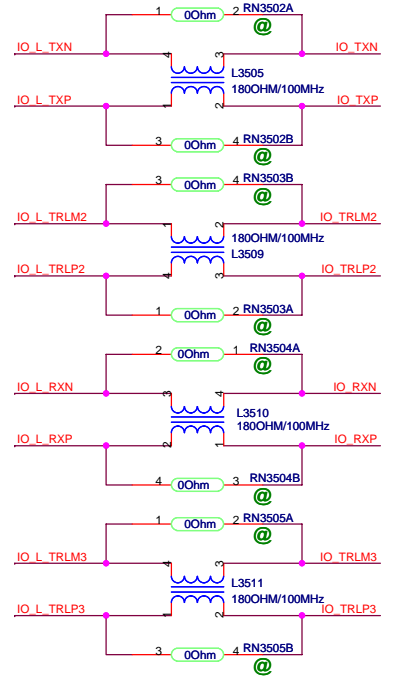 1 0Ohm 2 RN3502A
@
IO_L_TXN 4 3 IO_TXN
L3505
180OHM/100MHz
IO_L_TXP 1 2 IO_TXP
3 0Ohm 4 RN3502B
@
3 0Ohm 4 RN3503B
@
IO_L_TRLM2 1 2 IO_TRLM2
180OHM/100MHz
L3509
IO_L_TRLP2 4 3 IO_TRLP2
1 0Ohm 2 RN3503A
@
2 0Ohm 1 RN3504A
@
IO_L_RXN 3 4 IO_RXN
L3510
180OHM/100MHz
IO_L_RXP 2 1 IO_RXP
4 0Ohm 3 RN3504B
@
1 0Ohm 2 RN3505A
@
IO_L_TRLM3 4 3 IO_TRLM3
L3511
180OHM/100MHz
IO_L_TRLP3 1 2 IO_TRLP3
3 0Ohm 4 RN3505B
@